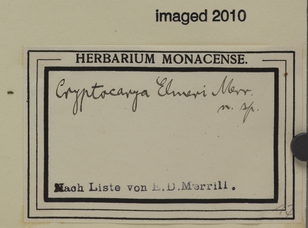 imaged 2010
HERBARIUM MONACENSE.
Cryptocarya Elmeri Merr.
n. sp.
Nach Liste von E.D.Merrill.